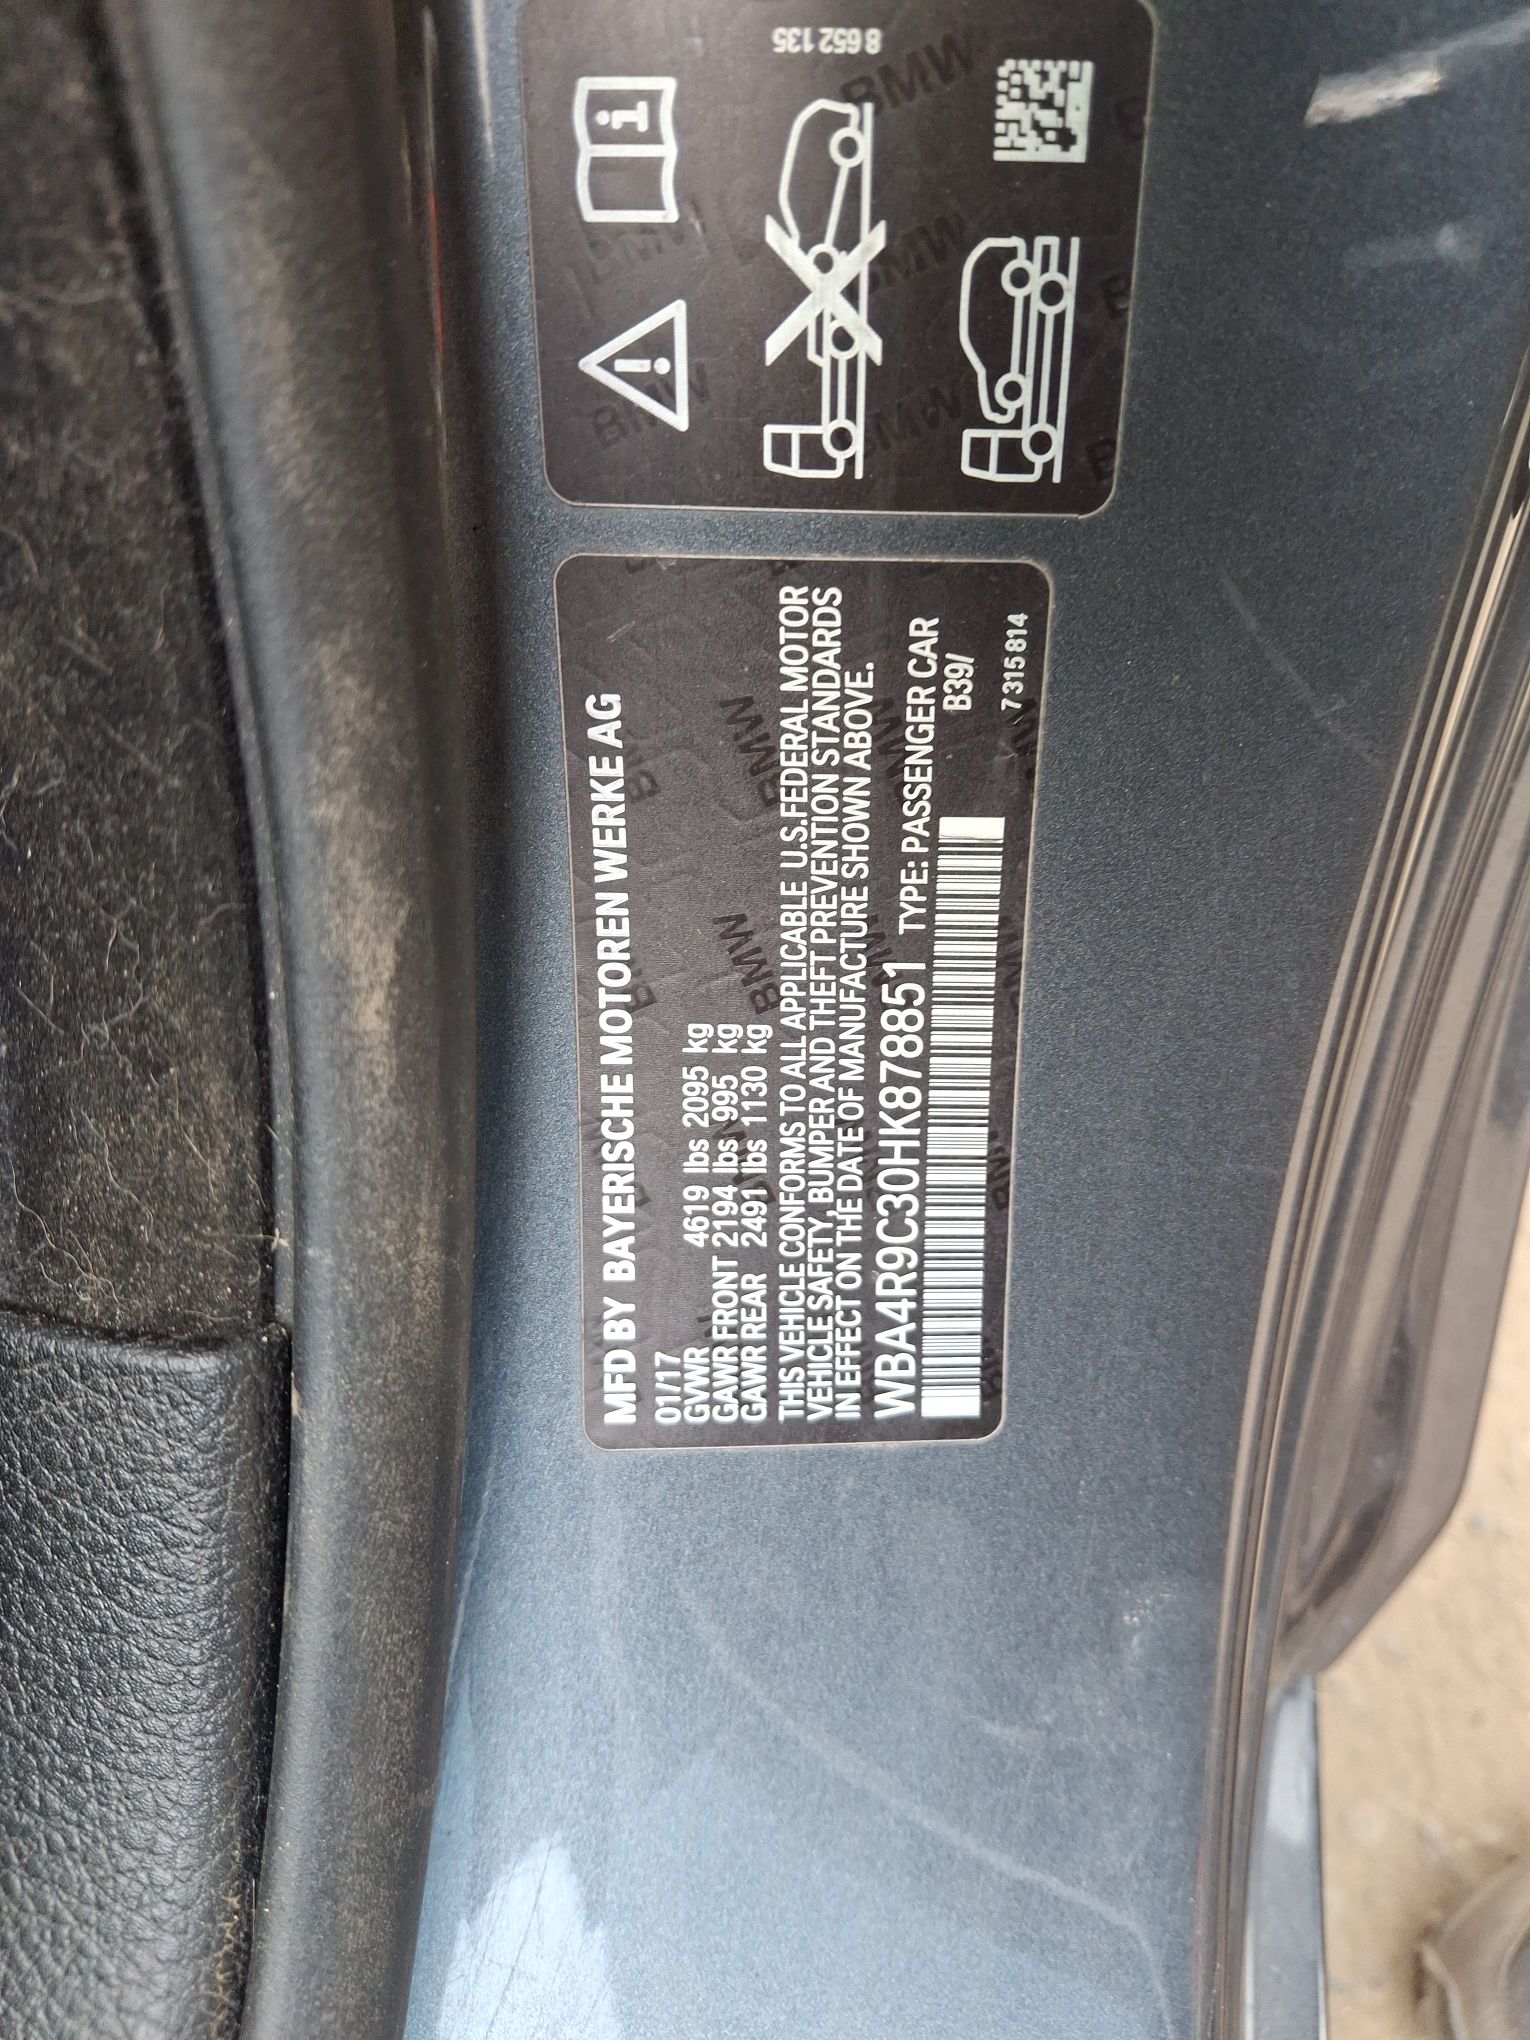 MFD BY BAYERISCHE MOTOREN WERKE AG
01/17
GVWR 4619 lbs 2095 kg
GAWR FRONT 2194 lbs 995 kg
GAWR REAR 2491 lbs 1130 kg
THIS VEHICLE CONFORMS TO ALL APPLICABLE U.S. FEDERAL MOTOR
VEHICLE SAFETY, BUMPER AND THEFT PREVENTION STANDARDS
IN EFFECT ON THE DATE OF MANUFACTURE SHOWN ABOVE.
WBA4R9C30HK878851 TYPE: PASSENGER CAR
B39/
7 315 814
8 652 135